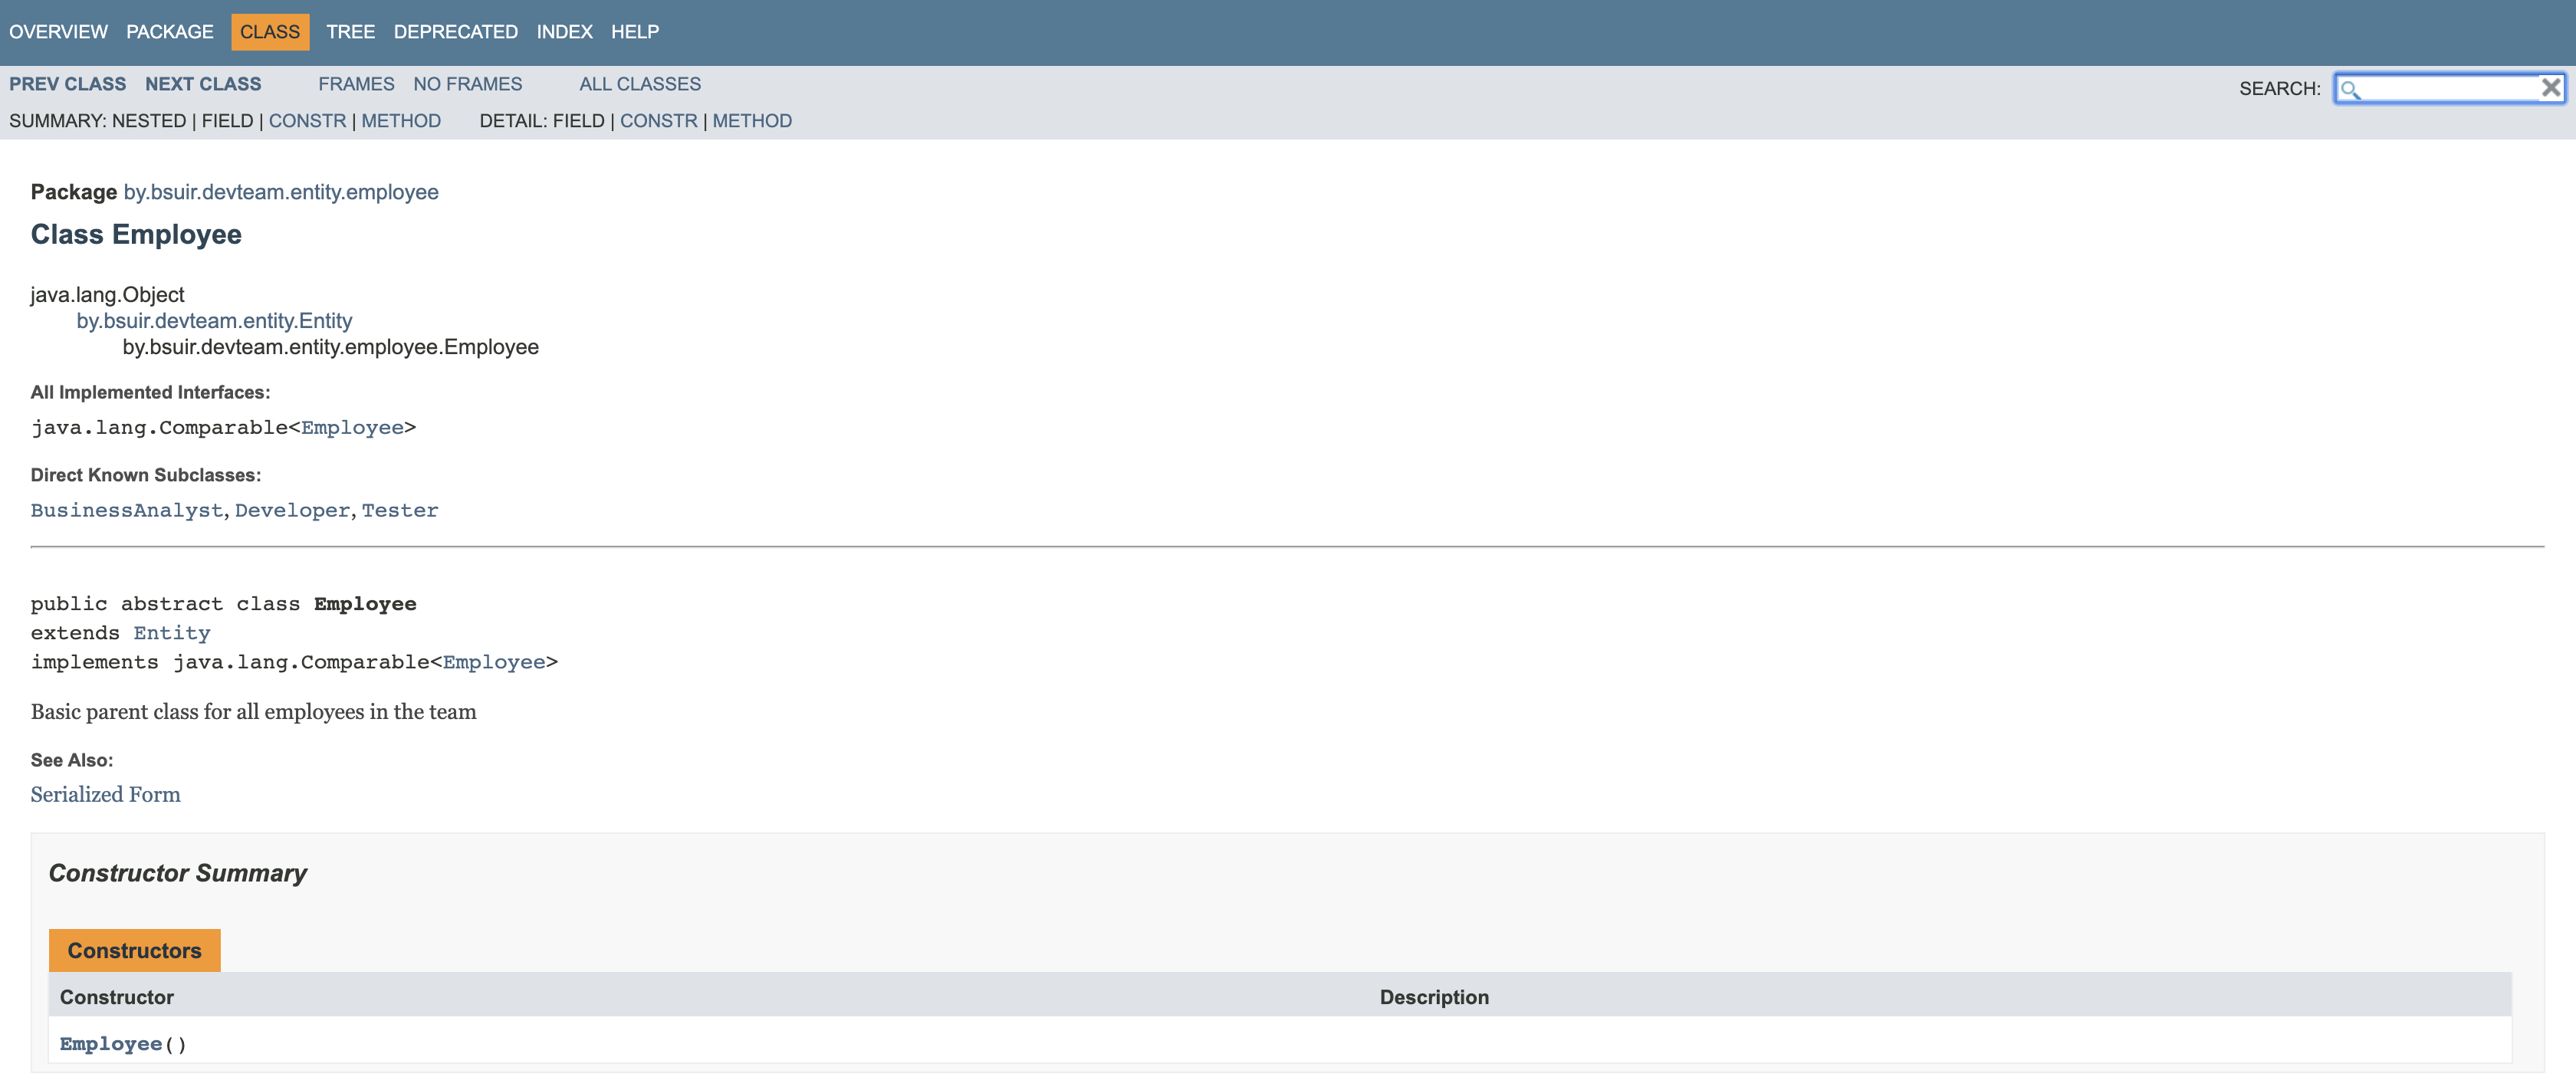 OVERVIEW PACKAGE CLASS TREE DEPRECATED INDEX HELP
PREV CLASS NEXT CLASS FRAMES NO FRAMES ALL CLASSES SEARCH:
SUMMARY: NESTED | FIELD | CONSTR | METHOD DETAIL: FIELD | CONSTR | METHOD
Package by.bsuir.devteam.entity.employee
Class Employee
java.lang.Object
by.bsuir.devteam.entity.Entity
by.bsuir.devteam.entity.employee.Employee
All Implemented Interfaces:
java.lang.Comparable<Employee>
Direct Known Subclasses:
BusinessAnalyst, Developer, Tester
public abstract class Employee
extends Entity
implements java.lang.Comparable<Employee>
Basic parent class for all employees in the team
See Also:
Serialized Form
Constructor Summary
Constructors
Constructor Description
Employee()